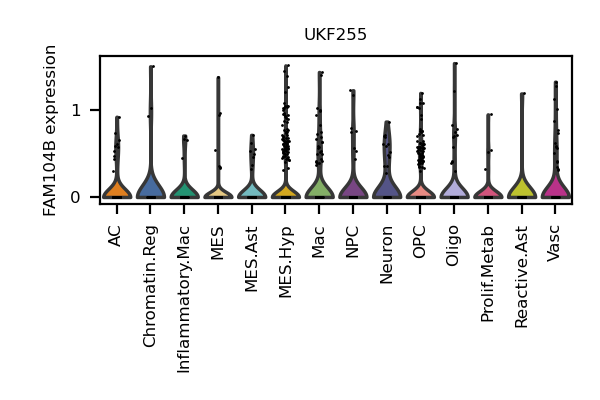 UKF255
FAM104B expression
1
0
AC
Chromatin.Reg
Inflammatory.Mac
MES
MES.Ast
MES.Hyp
Mac
NPC
Neuron
OPC
Oligo
Prolif.Metab
Reactive.Ast
Vasc